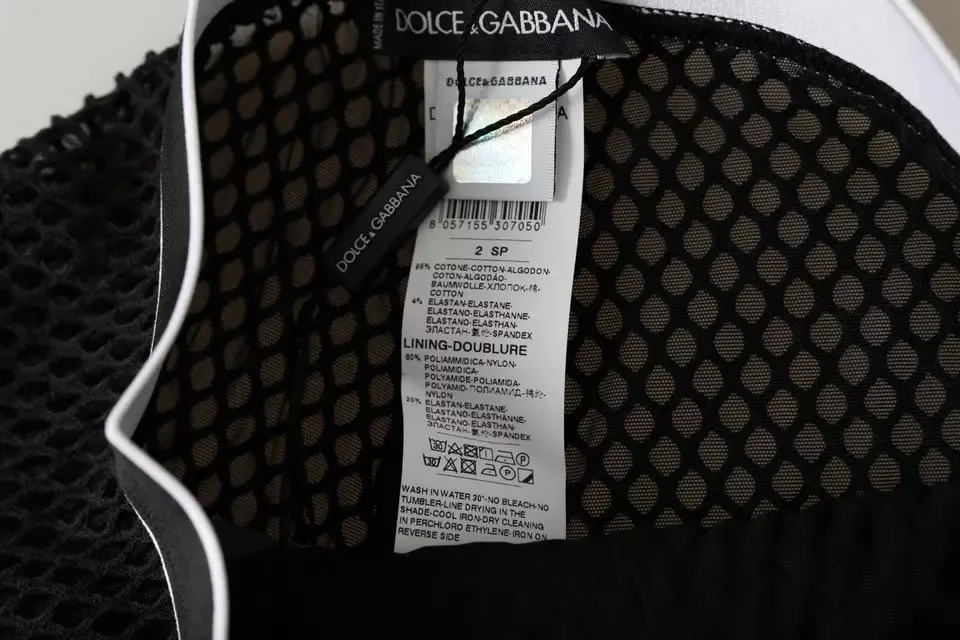 MADE IN IT
DOLCE & GABBANA
DOLCE & GABBANA
D
A
DOLCE & GABBANA
8 057155 307050
2 SP
96% COTONE-COTTON-ALGODON-
COTON-ALGODÃO-
BAUMWOLLE-ХЛОПОК-棉-
COTTON
4% ELASTAN-ELASTANE-
ELASTANO-ELASTHANNE-
ELASTANO-ELASTHAN-
ЭЛАСТАН-氨纶-SPANDEX
LINING-DOUBLURE
80% POLIAMMIDICA-NYLON-
POLIAMIDICA-
POLYAMIDE-POLIAMIDA-
POLYAMID-ПОЛИАМИД-锦纶-
NYLON
20% ELASTAN-ELASTANE-
ELASTANO-ELASTHANNE-
ELASTANO-ELASTHAN-
ЭЛАСТАН-氨纶-SPANDEX
30 P
30 P
WASH IN WATER 30°-NO BLEACH-NO
TUMBLER-LINE DRYING IN THE
SHADE-COOL IRON-DRY CLEANING
IN PERCHLORO ETHYLENE-IRON ON
REVERSE SIDE